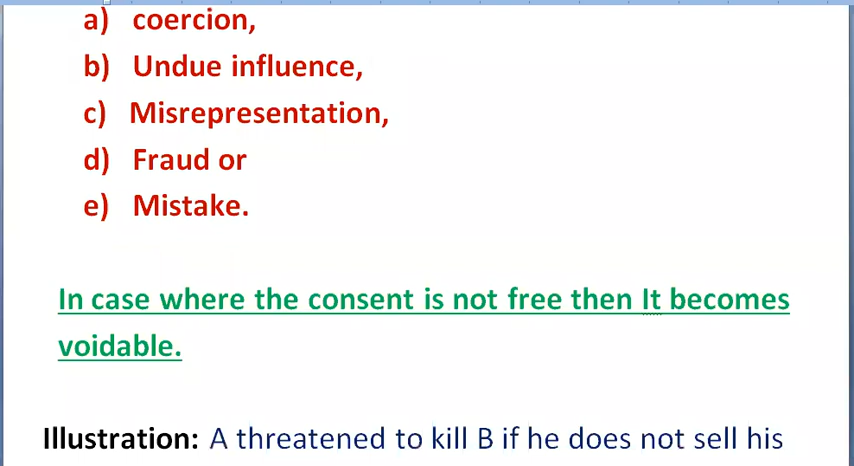 a) coercion,
b) Undue influence,
c) Misrepresentation,
d) Fraud or
e) Mistake.
In case where the consent is not free then It becomes
voidable.
Illustration: A threatened to kill B if he does not sell his